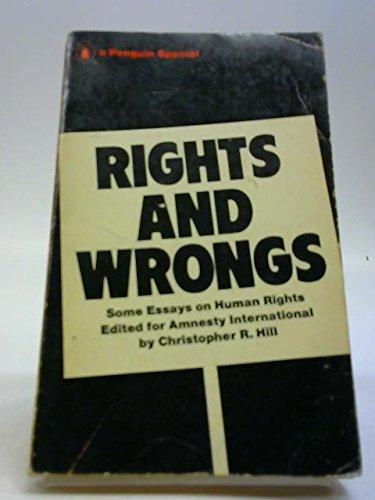 a Penguin Special
RIGHTS
AND
WRONGS
Some Essays on Human Rights
Edited for Amnesty International
by Christopher R. Hill